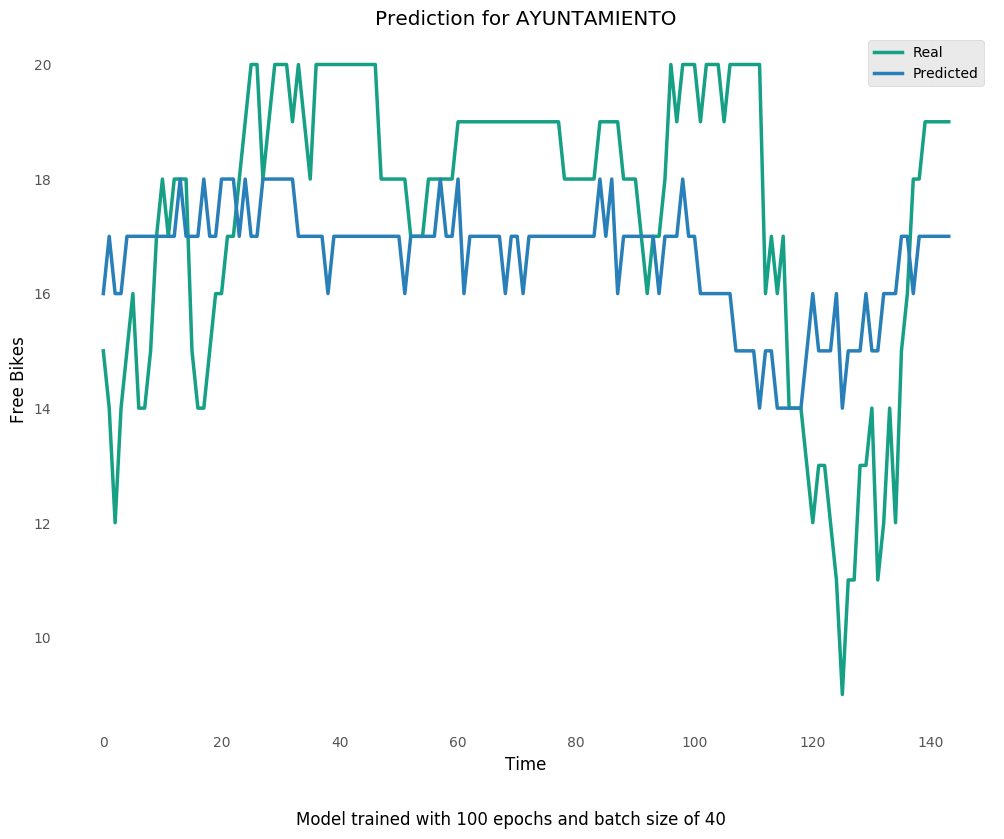 Prediction for AYUNTAMIENTO
Real
Predicted
Free Bikes
20
18
16
14
12
10
0 20 40 60 80 100 120 140
Time
Model trained with 100 epochs and batch size of 40